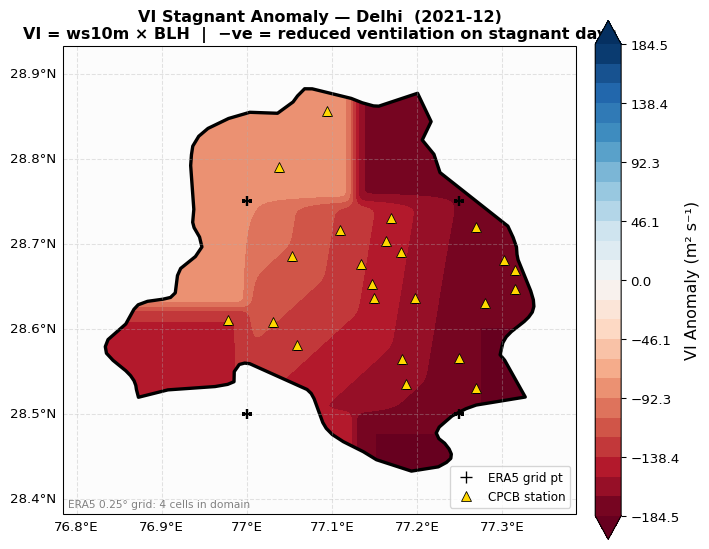 VI Stagnant Anomaly — Delhi  (2021-12)
VI = ws10m × BLH  |  −ve = reduced ventilation on stagnant day
28.9°N
28.8°N
28.7°N
28.6°N
28.5°N
28.4°N
76.8°E
76.9°E
77°E
77.1°E
77.2°E
77.3°E
ERA5 0.25° grid: 4 cells in domain
ERA5 grid pt
CPCB station
184.5
138.4
92.3
46.1
0.0
−46.1
−92.3
−138.4
−184.5
VI Anomaly (m² s⁻¹)